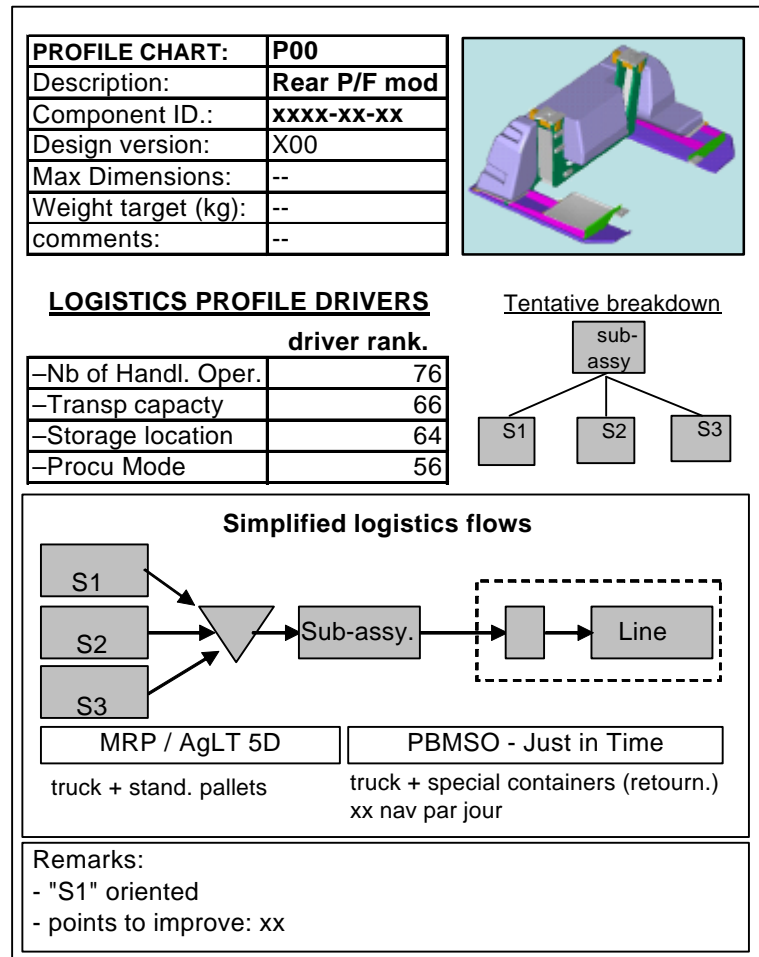 PROFILE CHART: P00
Description: Rear P/F mod
Component ID.: xxxx-xx-xx
Design version: X00
Max Dimensions: --
Weight target (kg): --
comments: --
LOGISTICS PROFILE DRIVERS
driver rank.
–Nb of Handl. Oper. 76
–Transp capacty 66
–Storage location 64
–Procu Mode 56
Tentative breakdown
sub-
assy
S1 S2 S3
Simplified logistics flows
S1
S2
S3
Sub-assy.
Line
MRP / AgLT 5D
PBMSO - Just in Time
truck + stand. pallets
truck + special containers (retourn.)
xx nav par jour
Remarks:
- "S1" oriented
- points to improve: xx